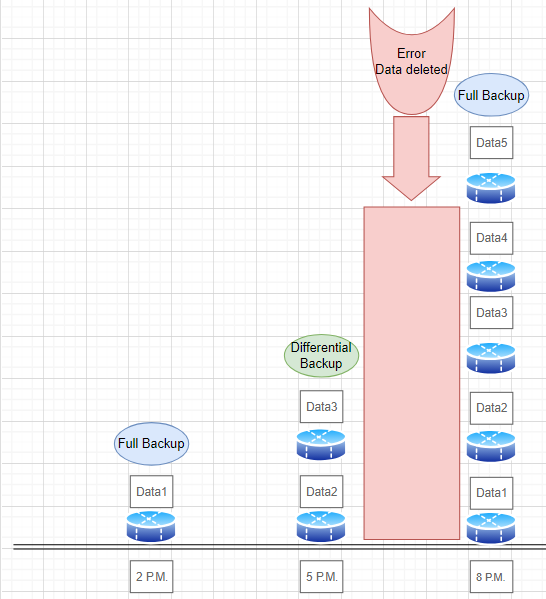 Error
Data deleted
Full Backup
Data5
Data4
Data3
Differential
Backup
Data3
Data2
Full Backup
Data1
Data2
Data1
2 P.M.
5 P.M.
8 P.M.